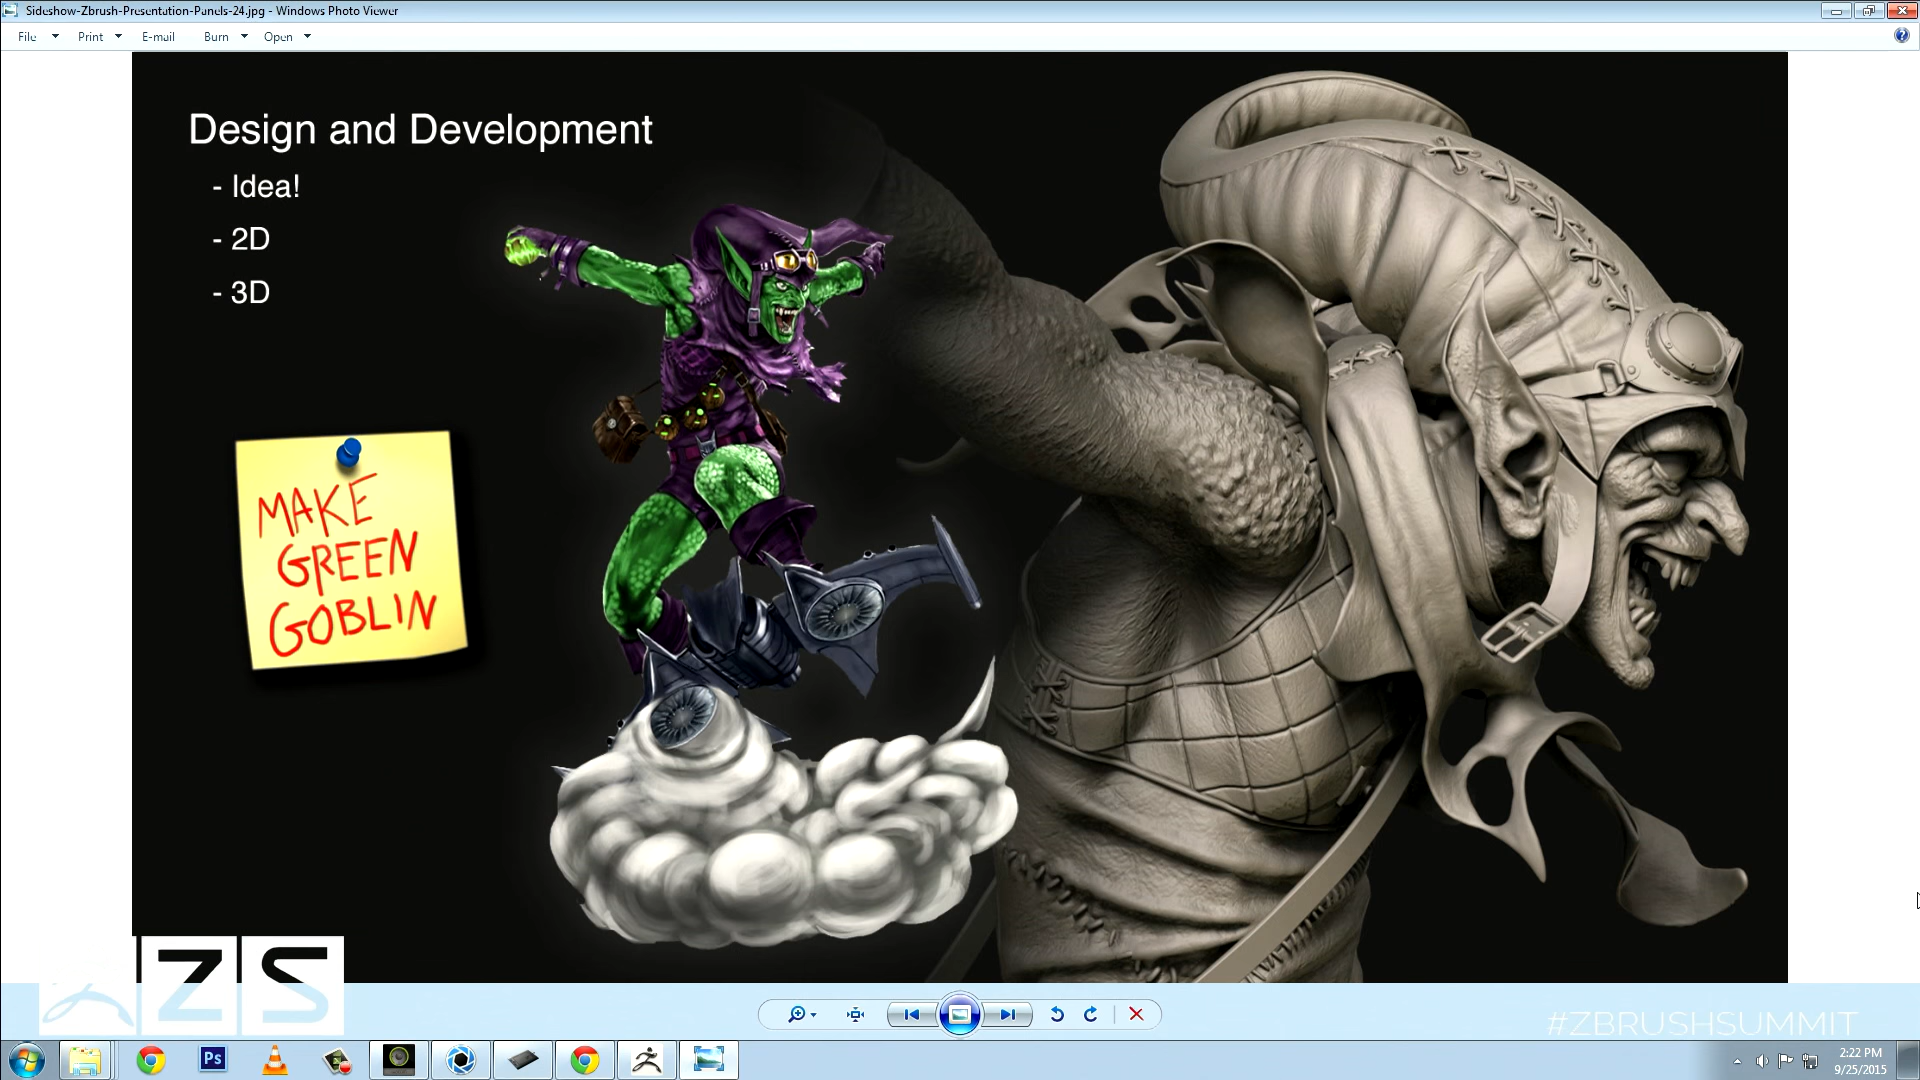 Sideshow-Zbrush-Presentation-Panels-24.jpg - Windows Photo Viewer
File Print E-mail Burn Open
Design and Development
- Idea!
- 2D
- 3D
MAKE
GREEN
GOBLIN
ZS
#ZBRUSHSUMMIT
Ps
2:22 PM
9/25/2015